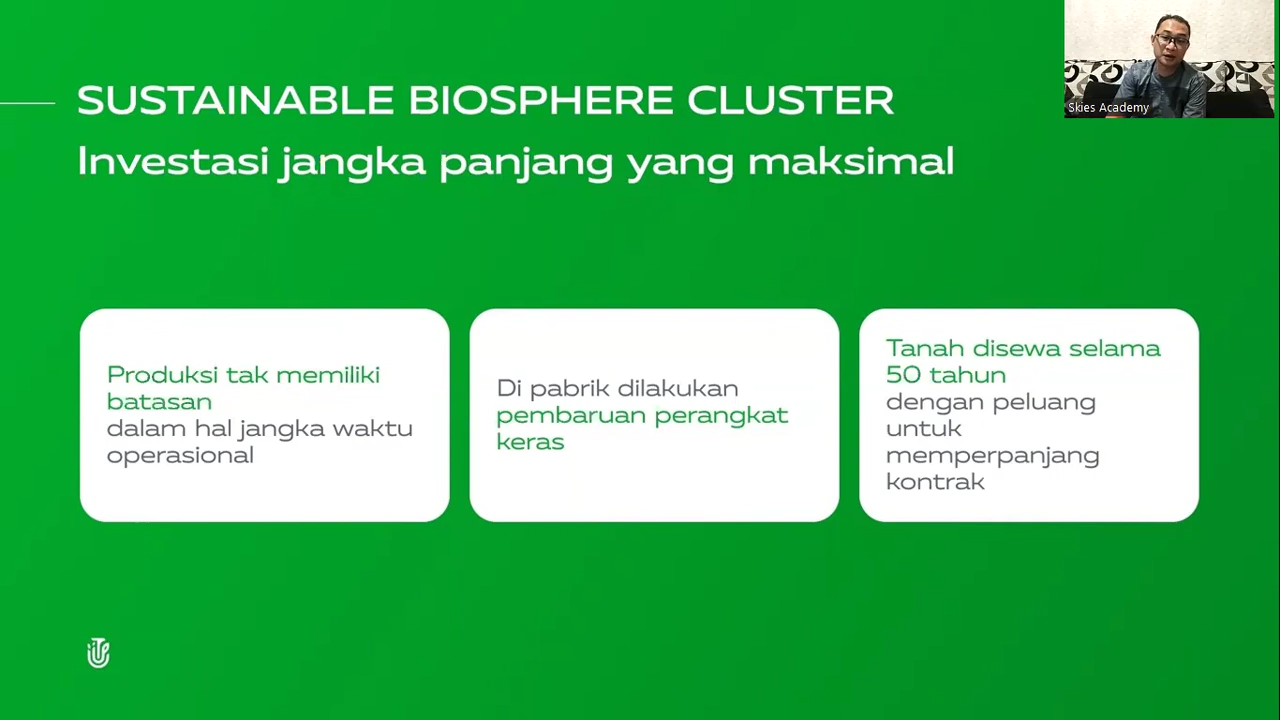 SUSTAINABLE BIOSPHERE CLUSTER
Investasi jangka panjang yang maksimal
Skies Academy
Produksi tak memiliki
batasan
dalam hal jangka waktu
operasional
Di pabrik dilakukan
pembaruan perangkat
keras
Tanah disewa selama
50 tahun
dengan peluang
untuk
memperpanjang
kontrak